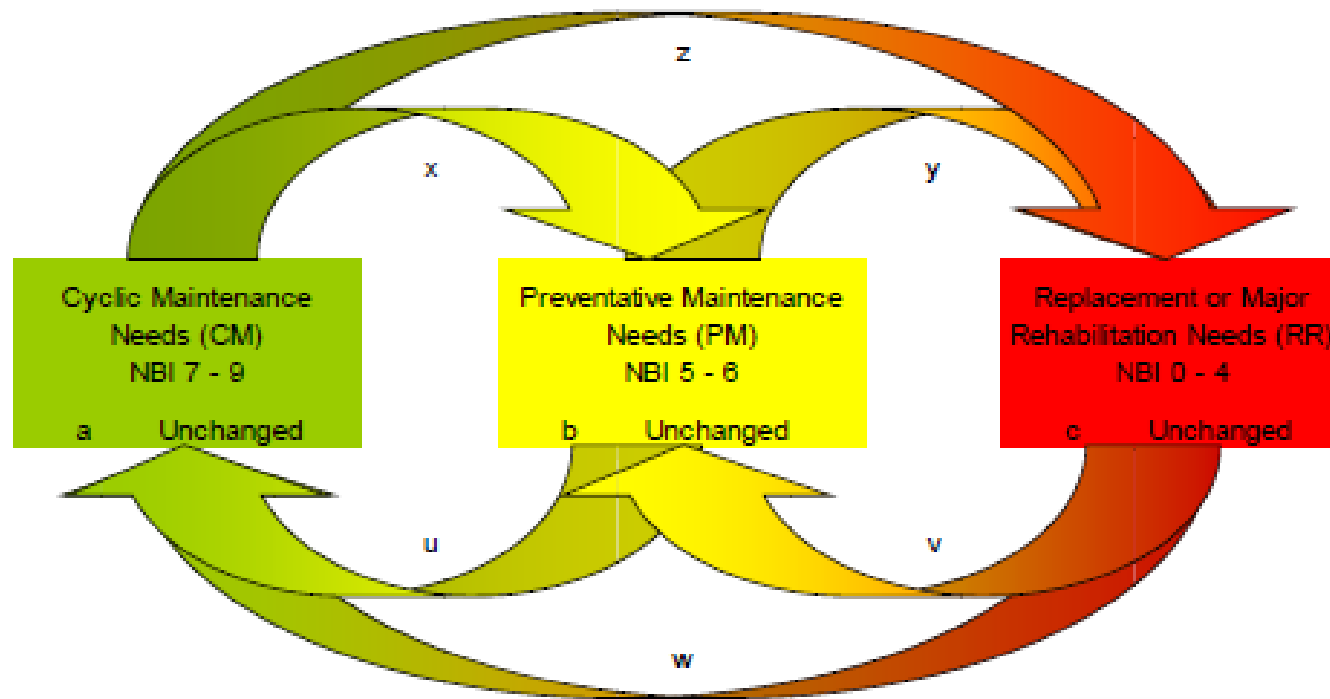 z
x
y
Cyclic Maintenance
Needs (CM)
NBI 7 - 9
a Unchanged
Preventative Maintenance
Needs (PM)
NBI 5 - 6
b Unchanged
Replacement or Major
Rehabilitation Needs (RR)
NBI 0 - 4
c Unchanged
u
v
w